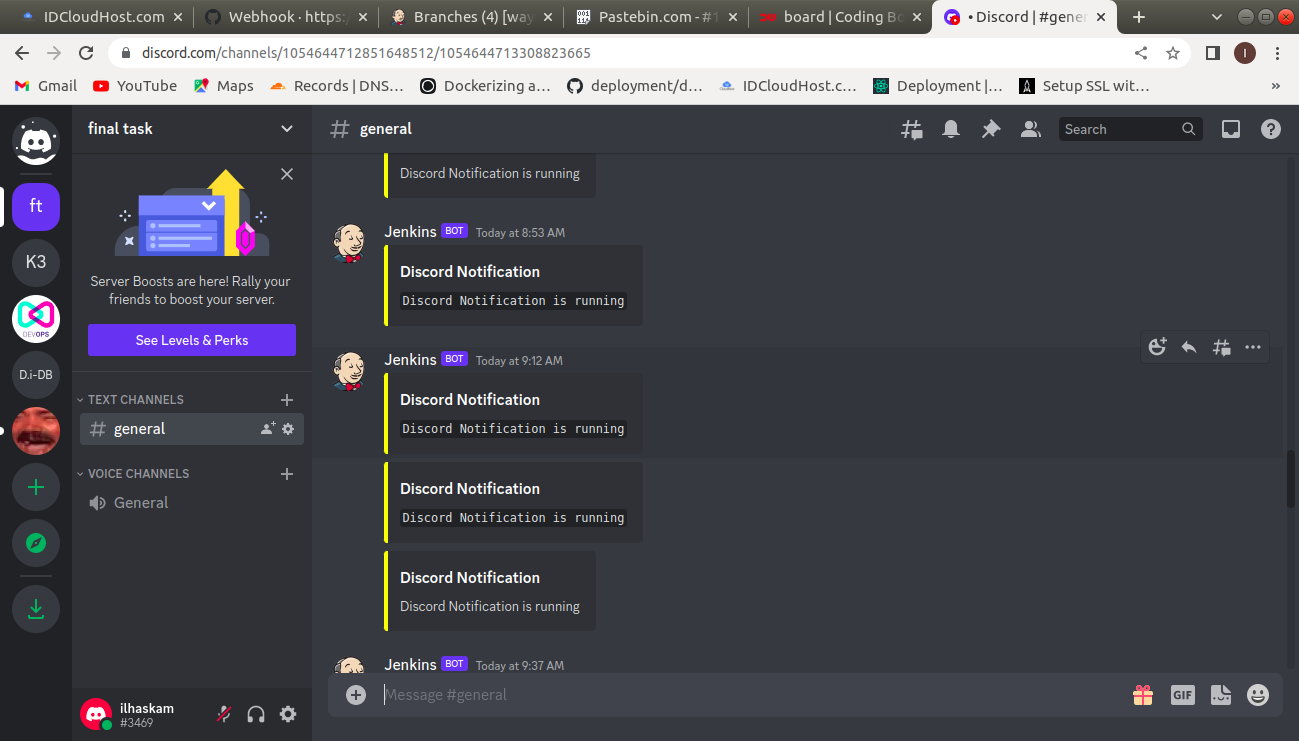 IDCloudHost.com
Webhook · https:/
Branches (4) [way
Pastebin.com - #1
board | Coding Bo
• Discord | #gener
discord.com/channels/1054644712851648512/1054644713308823665
I
Gmail
YouTube
Maps
Records | DNS…
Dockerizing a…
deployment/d…
IDCloudHost.c…
Deployment |…
Setup SSL wit…
»
final task
general
Search
ft
K3
DEVOPS
D.i-DB
Server Boosts are here! Rally your
friends to boost your server.
See Levels & Perks
TEXT CHANNELS
general
VOICE CHANNELS
General
ilhaskam
#3469
Discord Notification is running
Jenkins BOT Today at 8:53 AM
Discord Notification
Discord Notification is running
Jenkins BOT Today at 9:12 AM
Discord Notification
Discord Notification is running
Discord Notification
Discord Notification is running
Discord Notification
Discord Notification is running
Jenkins BOT Today at 9:37 AM
Message #general
GIF